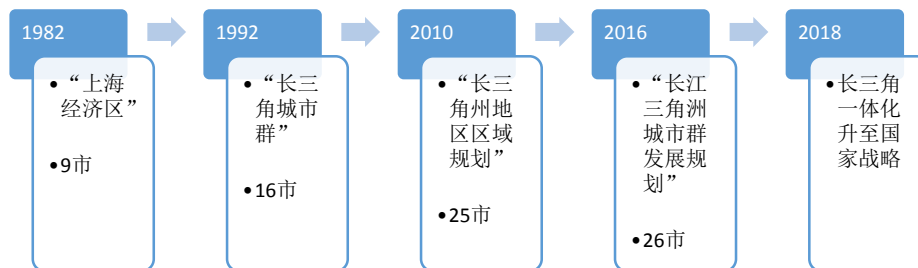 1982
• “上海
经济区”
•9市
1992
• “长三
角城市
群”
•16市
2010
• “长三
角州地
区区域
规划”
•25市
2016
• “长江
三角洲
城市群
发展规
划”
•26市
2018
• 长三角
一体化
升至国
家战略